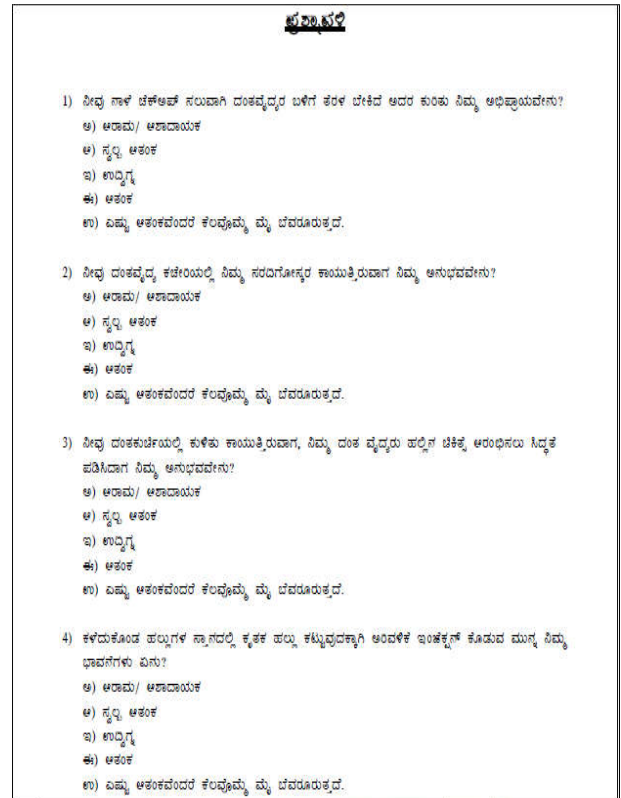 ಪ್ರಶ್ನಾವಳಿ
1) ನೀವು ನಾಳೆ ಚೆಕ್‌ಅಪ್ ಸಲುವಾಗಿ ದಂತವೈದ್ಯರ ಬಳಿಗೆ ತೆರಳ ಬೇಕಿದೆ ಅದರ ಕುರಿತು ನಿಮ್ಮ ಅಭಿಪ್ರಾಯವೇನು?
ಅ) ಆರಾಮ/ ಆಶಾದಾಯಕ
ಆ) ಸ್ವಲ್ಪ ಆತಂಕ
ಇ) ಉದ್ವಿಗ್ನ
ಈ) ಆತಂಕ
ಉ) ಎಷ್ಟು ಆತಂಕವೆಂದರೆ ಕೆಲವೊಮ್ಮೆ ಮೈ ಬೆವರೂರುತ್ತದೆ.
2) ನೀವು ದಂತವೈದ್ಯ ಕಚೇರಿಯಲ್ಲಿ ನಿಮ್ಮ ಸರದಿಗೋಸ್ಕರ ಕಾಯುತ್ತಿರುವಾಗ ನಿಮ್ಮ ಅನುಭವವೇನು?
ಅ) ಆರಾಮ/ ಆಶಾದಾಯಕ
ಆ) ಸ್ವಲ್ಪ ಆತಂಕ
ಇ) ಉದ್ವಿಗ್ನ
ಈ) ಆತಂಕ
ಉ) ಎಷ್ಟು ಆತಂಕವೆಂದರೆ ಕೆಲವೊಮ್ಮೆ ಮೈ ಬೆವರೂರುತ್ತದೆ.
3) ನೀವು ದಂತಕುರ್ಚಿಯಲ್ಲಿ ಕುಳಿತು ಕಾಯುತ್ತಿರುವಾಗ, ನಿಮ್ಮ ದಂತ ವೈದ್ಯರು ಹಲ್ಲಿನ ಚಿಕಿತ್ಸೆ ಆರಂಭಿಸಲು ಸಿದ್ಧತೆ
ಪಡಿಸಿದಾಗ ನಿಮ್ಮ ಅನುಭವವೇನು?
ಅ) ಆರಾಮ/ ಆಶಾದಾಯಕ
ಆ) ಸ್ವಲ್ಪ ಆತಂಕ
ಇ) ಉದ್ವಿಗ್ನ
ಈ) ಆತಂಕ
ಉ) ಎಷ್ಟು ಆತಂಕವೆಂದರೆ ಕೆಲವೊಮ್ಮೆ ಮೈ ಬೆವರೂರುತ್ತದೆ.
4) ಕಳೆದುಕೊಂಡ ಹಲ್ಲುಗಳ ಸ್ಥಾನದಲ್ಲಿ ಕೃತಕ ಹಲ್ಲು ಕಟ್ಟುವುದಕ್ಕಾಗಿ ಅರಿವಳಿಕೆ ಇಂಜೆಕ್ಷನ್ ಕೊಡುವ ಮುನ್ನ ನಿಮ್ಮ
ಭಾವನೆಗಳು ಏನು?
ಅ) ಆರಾಮ/ ಆಶಾದಾಯಕ
ಆ) ಸ್ವಲ್ಪ ಆತಂಕ
ಇ) ಉದ್ವಿಗ್ನ
ಈ) ಆತಂಕ
ಉ) ಎಷ್ಟು ಆತಂಕವೆಂದರೆ ಕೆಲವೊಮ್ಮೆ ಮೈ ಬೆವರೂರುತ್ತದೆ.